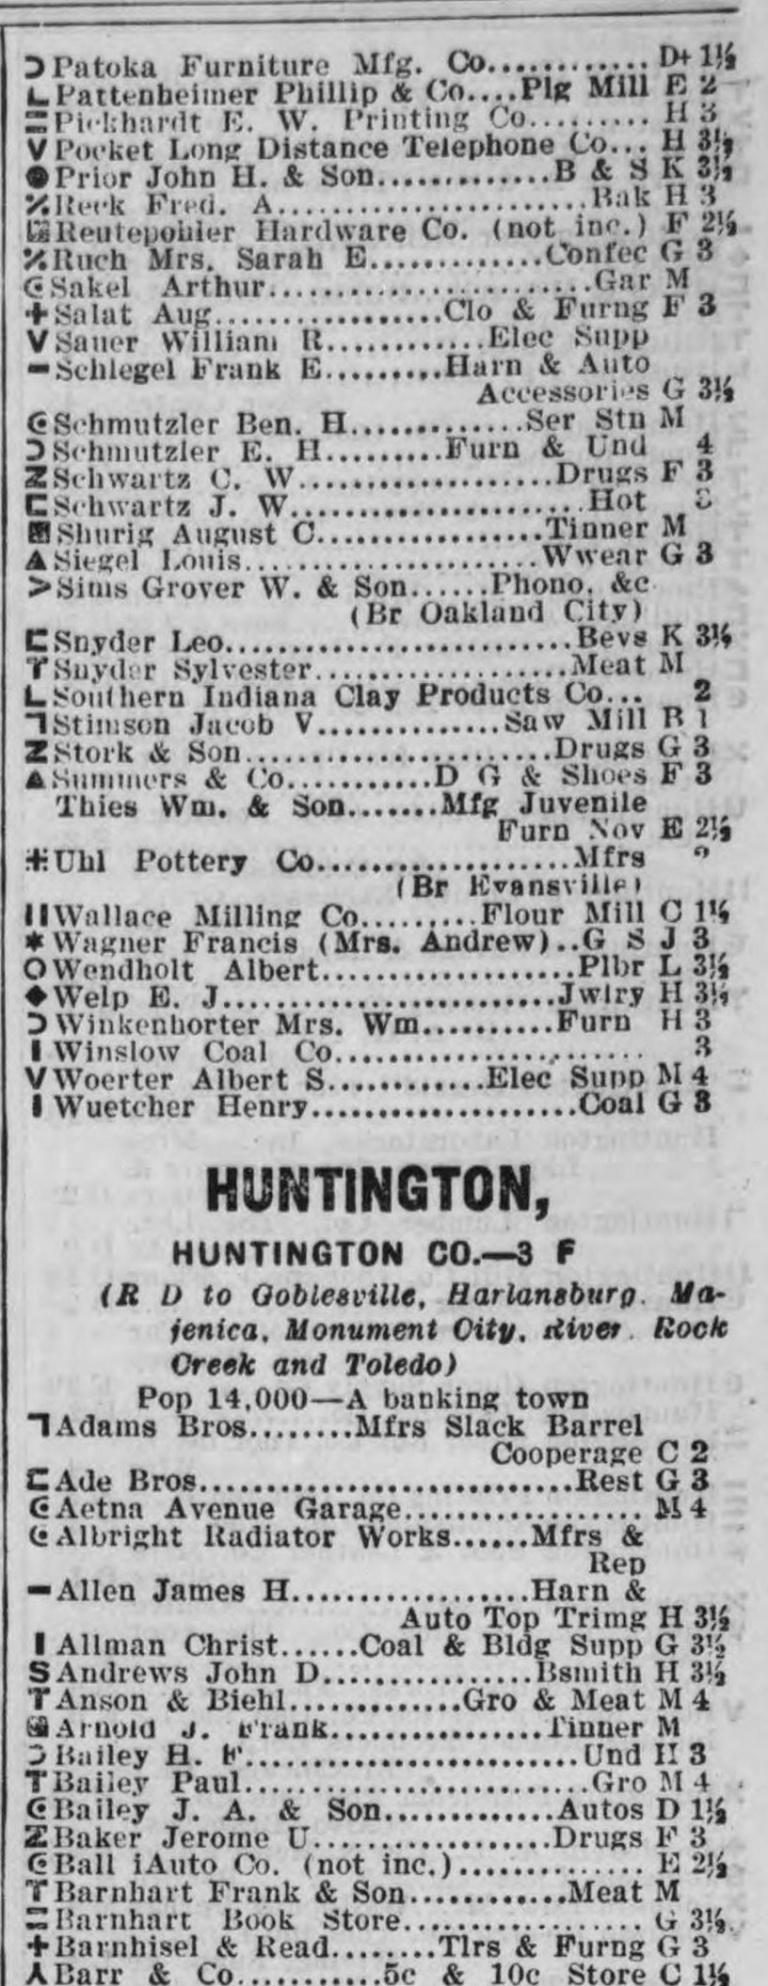 Patoka Furniture Mfg. Co............ D+ 1½
Pattenheimer Phillip & Co....Plg Mill E 2
Pickhardt E. W. Printing Co.......... H 3
Pocket Long Distance Telephone Co... H 3½
Prior John H. & Son..............B & S K 3½
Reck Fred. A........................Bak H 3
Reutepohler Hardware Co. (not inc.) F 2½
Ruch Mrs. Sarah E.............Confec G 3
Sakel Arthur........................Gar M
Salat Aug..................Clo & Furng F 3
Sauer William R.............Elec Supp
Schlegel Frank E.........Harn & Auto
Accessories G 3½
Schmutzler Ben. H..............Ser Stn M
Schmutzler E. H.........Furn & Und 4
Schwartz C. W...................Drugs F 3
Schwartz J. W......................Hot
Shurig August C.................Tinner M
Siegel Louis......................Wwear G 3
Sims Grover W. & Son......Phono. &c
(Br Oakland City)
Snyder Leo..........................Bevs K 3½
Snyder Sylvester...................Meat M
Southern Indiana Clay Products Co... 2
Stimson Jacob V..............Saw Mill B 1
Stork & Son.......................Drugs G 3
Summers & Co...........D G & Shoes F 3
Thies Wm. & Son.......Mfg Juvenile
Furn Nov E 2½
Uhl Pottery Co...................Mfrs
(Br Evansville)
Wallace Milling Co.........Flour Mill C 1½
Wagner Francis (Mrs. Andrew)..G S J 3
Wendholt Albert...................Plbr L 3½
Welp E. J.........................Jwlry H 3½
Winkenhorter Mrs. Wm..........Furn H 3
Winslow Coal Co....................... 3
Woerter Albert S............Elec Supp M 4
Wuetcher Henry....................Coal G 3
HUNTINGTON,
HUNTINGTON CO.—3 F
(R D to Goblesville, Harlansburg. Ma-
jenica, Monument City, River. Rock
Creek and Toledo)
Pop 14,000—A banking town
Adams Bros........Mfrs Slack Barrel
Cooperage C 2
Ade Bros............................Rest G 3
Aetna Avenue Garage.................. M 4
Albright Radiator Works......Mfrs &
Rep
Allen James H..................Harn &
Auto Top Trimg H 3½
Allman Christ......Coal & Bldg Supp G 3½
Andrews John D................Bsmith H 3½
Anson & Biehl.............Gro & Meat M 4
Arnold J. Frank................Tinner M
Bailey H. F.........................Und H 3
Bailey Paul..........................Gro M 4
Bailey J. A. & Son.............Autos D 1½
Baker Jerome U..................Drugs F 3
Ball iAuto Co. (not inc.).............. E 2½
Barnhart Frank & Son............Meat M
Barnhart Book Store.................. G 3½
Barnhisel & Read........Tlrs & Furng G 3
Barr & Co...........5c & 10c Store C 1½